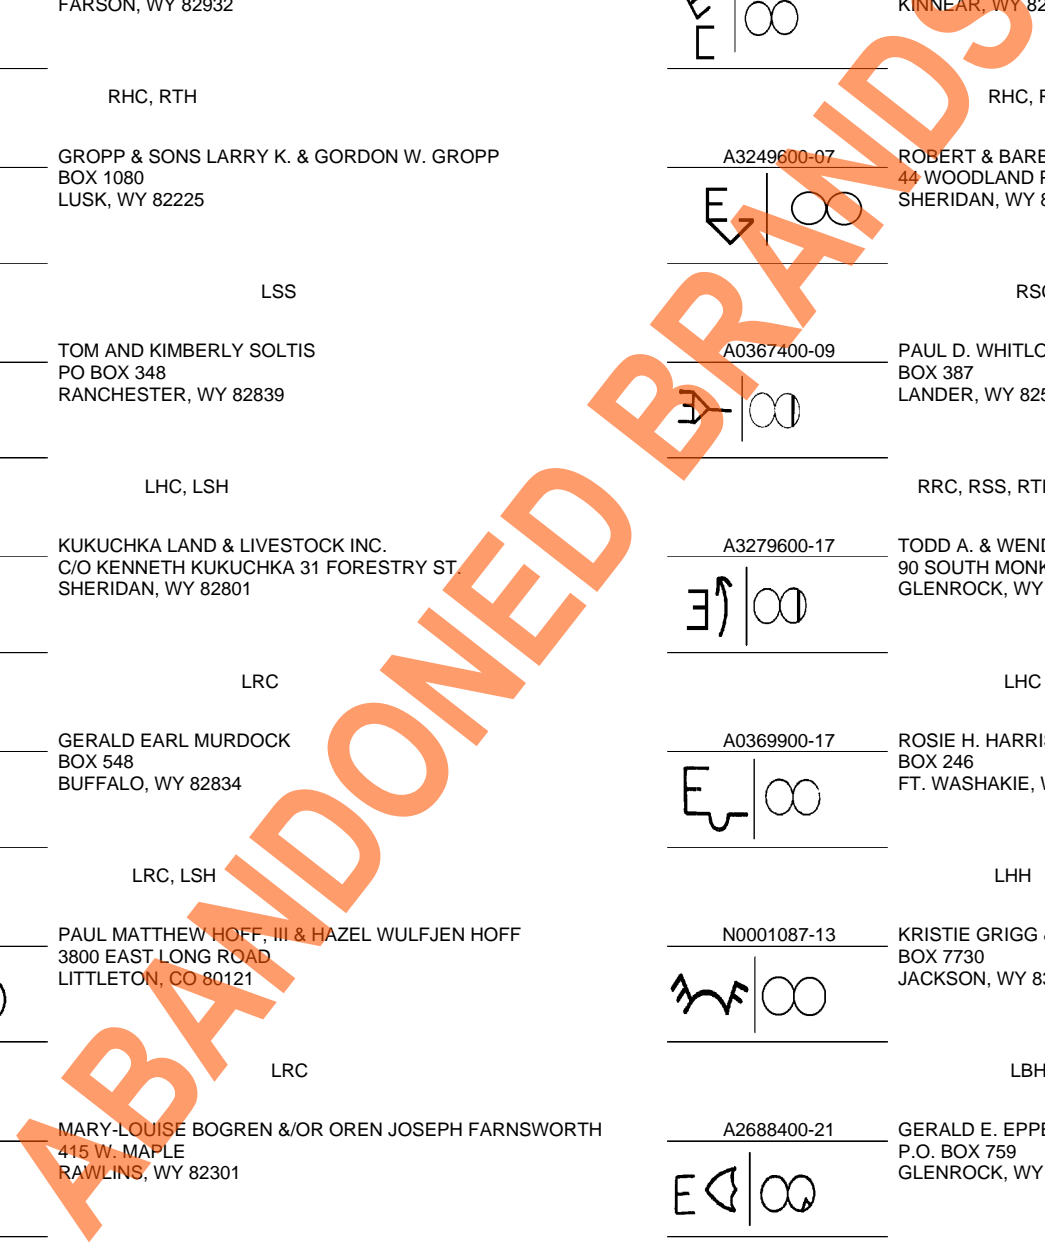 FARSON, WY 82932
RHC, RTH
GROPP & SONS LARRY K. & GORDON W. GROPP
BOX 1080
LUSK, WY 82225
LSS
TOM AND KIMBERLY SOLTIS
PO BOX 348
RANCHESTER, WY 82839
LHC, LSH
KUKUCHKA LAND & LIVESTOCK INC.
C/O KENNETH KUKUCHKA 31 FORESTRY ST.
SHERIDAN, WY 82801
LRC
GERALD EARL MURDOCK
BOX 548
BUFFALO, WY 82834
LRC, LSH
PAUL MATTHEW HOFF, III & HAZEL WULFJEN HOFF
3800 EAST LONG ROAD
LITTLETON, CO 80121
LRC
MARY-LOUISE BOGREN &/OR OREN JOSEPH FARNSWORTH
415 W. MAPLE
RAWLINS, WY 82301
KINNEAR, WY 82
RHC,
A3249600-07
ROBERT & BARB
44 WOODLAND
SHERIDAN, WY
RS
A0367400-09
PAUL D. WHITLO
BOX 387
LANDER, WY 825
RRC, RSS, RT
A3279600-17
TODD A. & WEND
90 SOUTH MONK
GLENROCK, WY
LHC
A0369900-17
ROSIE H. HARRI
BOX 246
FT. WASHAKIE,
LHH
N0001087-13
KRISTIE GRIGG
BOX 7730
JACKSON, WY 83
LBH
A2688400-21
GERALD E. EPPE
P.O. BOX 759
GLENROCK, WY
ABANDONED BRANDS